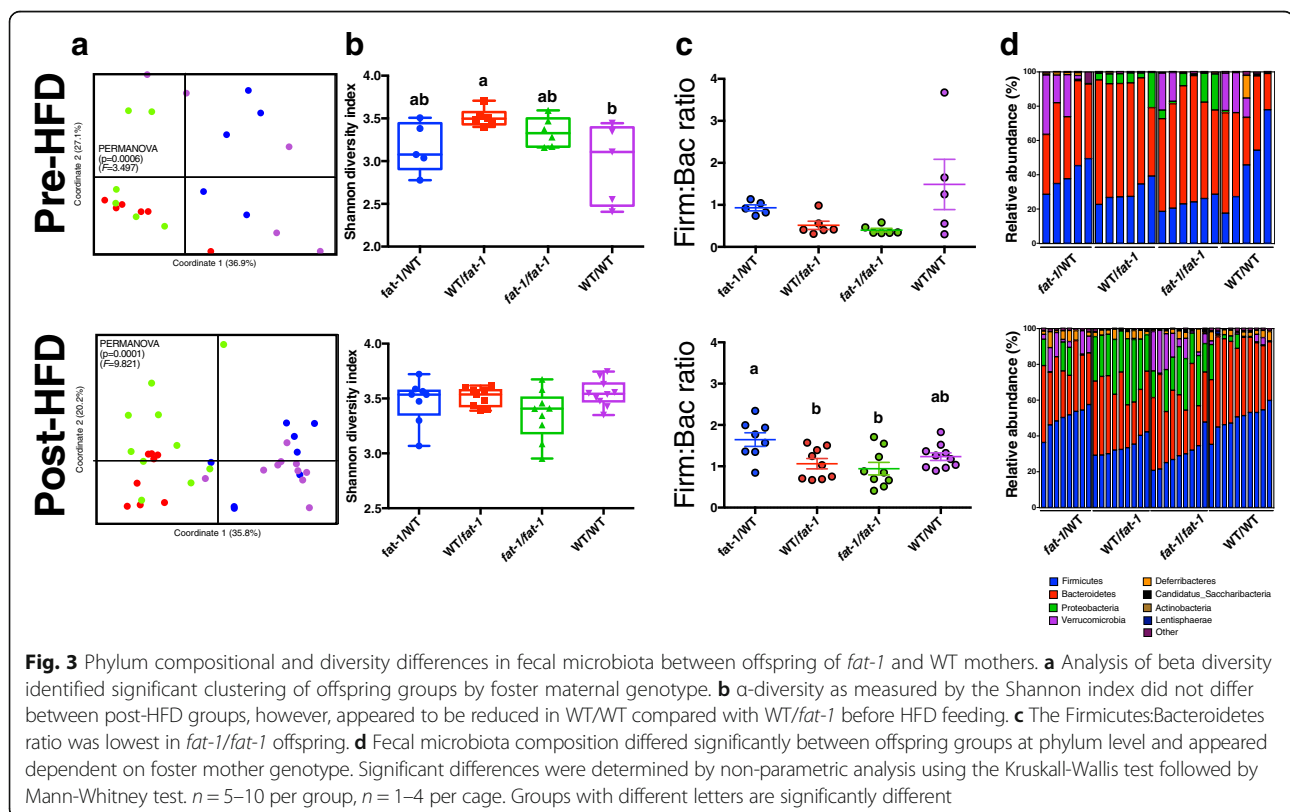 a
b
c
d
Pre-HFD
Coordinate 2 (27.1%)
PERMANOVA
(p=0.0006)
(F=3.497)
Coordinate 1 (36.9%)
Shannon diversity index
4.0
3.5
3.0
2.5
2.0
ab
a
ab
b
fat-1/WT
WT/fat-1
fat-1/fat-1
WT/WT
Firm:Bac ratio
4
3
2
1
0
fat-1/WT
WT/fat-1
fat-1/fat-1
WT/WT
Relative abundance (%)
100
80
60
40
20
0
fat-1/WT
WT/fat-1
fat-1/fat-1
WT/WT
Post-HFD
Coordinate 2 (20.2%)
PERMANOVA
(p=0.0001)
(F=9.821)
Coordinate 1 (35.8%)
Shannon diversity index
4.0
3.5
3.0
2.5
fat-1/WT
WT/fat-1
fat-1/fat-1
WT/WT
Firm:Bac ratio
4
3
2
1
0
a
b
b
ab
fat-1/WT
WT/fat-1
fat-1/fat-1
WT/WT
Relative abundance (%)
100
80
60
40
20
0
fat-1/WT
WT/fat-1
fat-1/fat-1
WT/WT
Firmicutes
Bacteroidetes
Proteobacteria
Verrucomicrobia
Deferribacteres
Candidatus_Saccharibacteria
Actinobacteria
Lentisphaerae
Other
Fig. 3 Phylum compositional and diversity differences in fecal microbiota between offspring of fat-1 and WT mothers. a Analysis of beta diversity
identified significant clustering of offspring groups by foster maternal genotype. b α-diversity as measured by the Shannon index did not differ
between post-HFD groups, however, appeared to be reduced in WT/WT compared with WT/fat-1 before HFD feeding. c The Firmicutes:Bacteroidetes
ratio was lowest in fat-1/fat-1 offspring. d Fecal microbiota composition differed significantly between offspring groups at phylum level and appeared
dependent on foster mother genotype. Significant differences were determined by non-parametric analysis using the Kruskall-Wallis test followed by
Mann-Whitney test. n = 5–10 per group, n = 1–4 per cage. Groups with different letters are significantly different